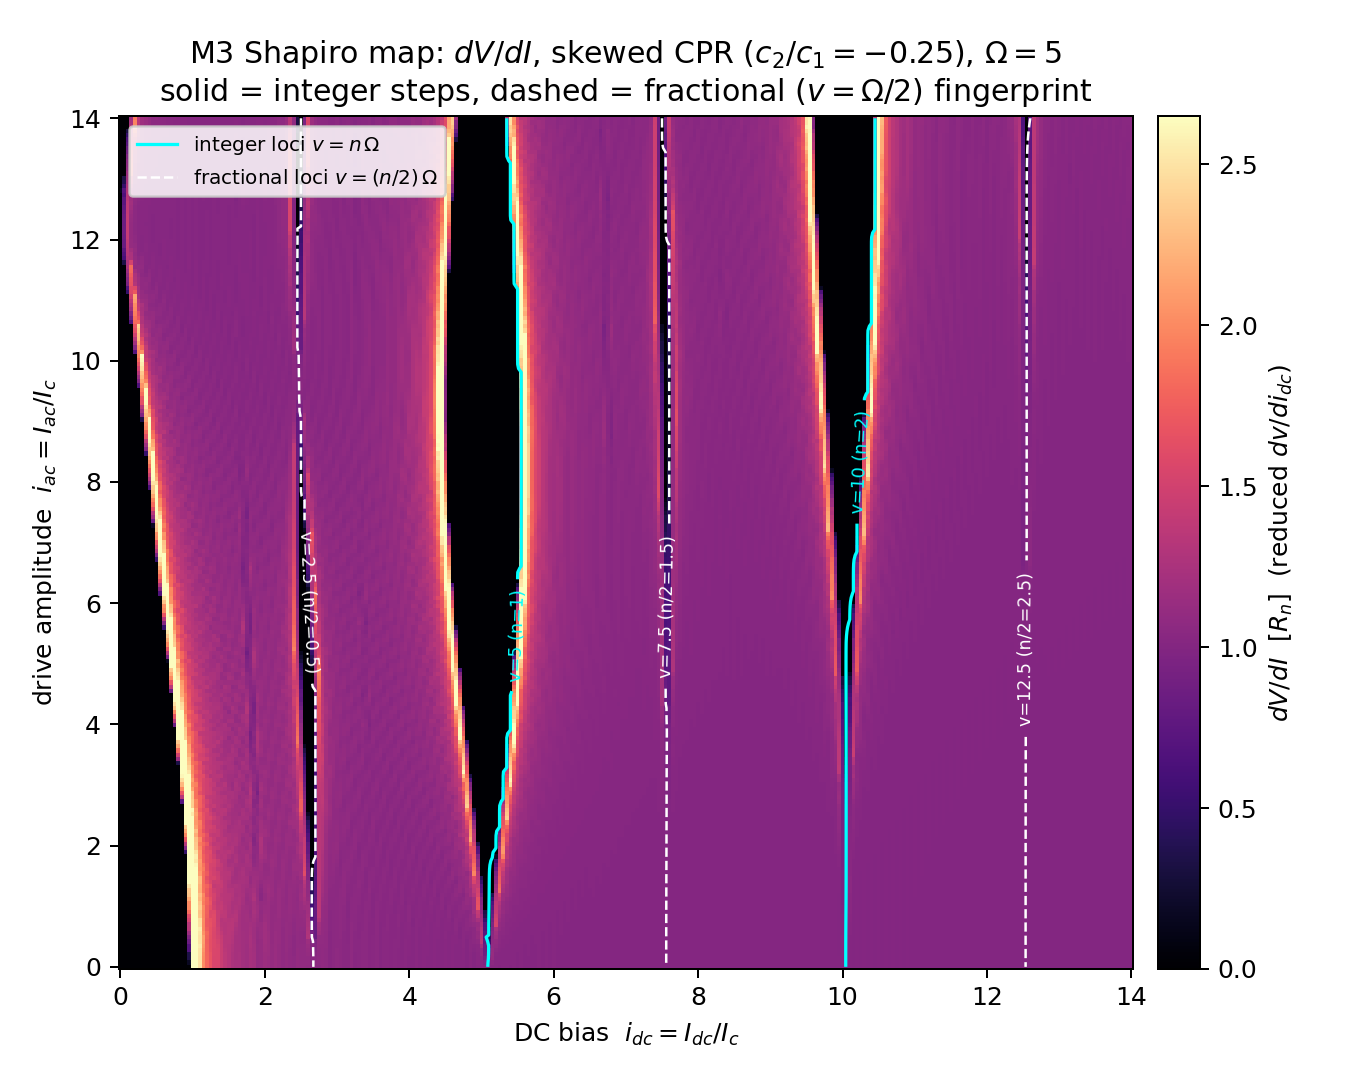 M3 Shapiro map: dV/dI, skewed CPR (c₂/c₁ = −0.25), Ω = 5
solid = integer steps, dashed = fractional (v = Ω/2) fingerprint
integer loci v = n Ω
fractional loci v = (n/2) Ω
v=2.5 (n/2=0.5)
v=5 (n=1)
v=7.5 (n/2=1.5)
v=10 (n=2)
v=12.5 (n/2=2.5)
drive amplitude i_ac = I_ac/I_c
14
12
10
8
6
4
2
0
0 2 4 6 8 10 12 14
DC bias i_dc = I_dc/I_c
2.5
2.0
1.5
1.0
0.5
0.0
dV/dI [R_n] (reduced dv/di_dc)